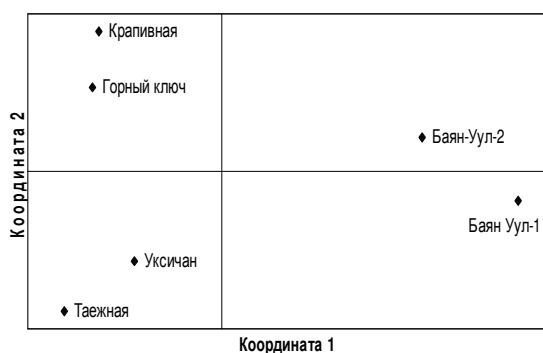 Крапивная
Горный ключ
Баян-Уул-2
Баян Уул-1
Уксичан
Таежная
Координата 2
Координата 1